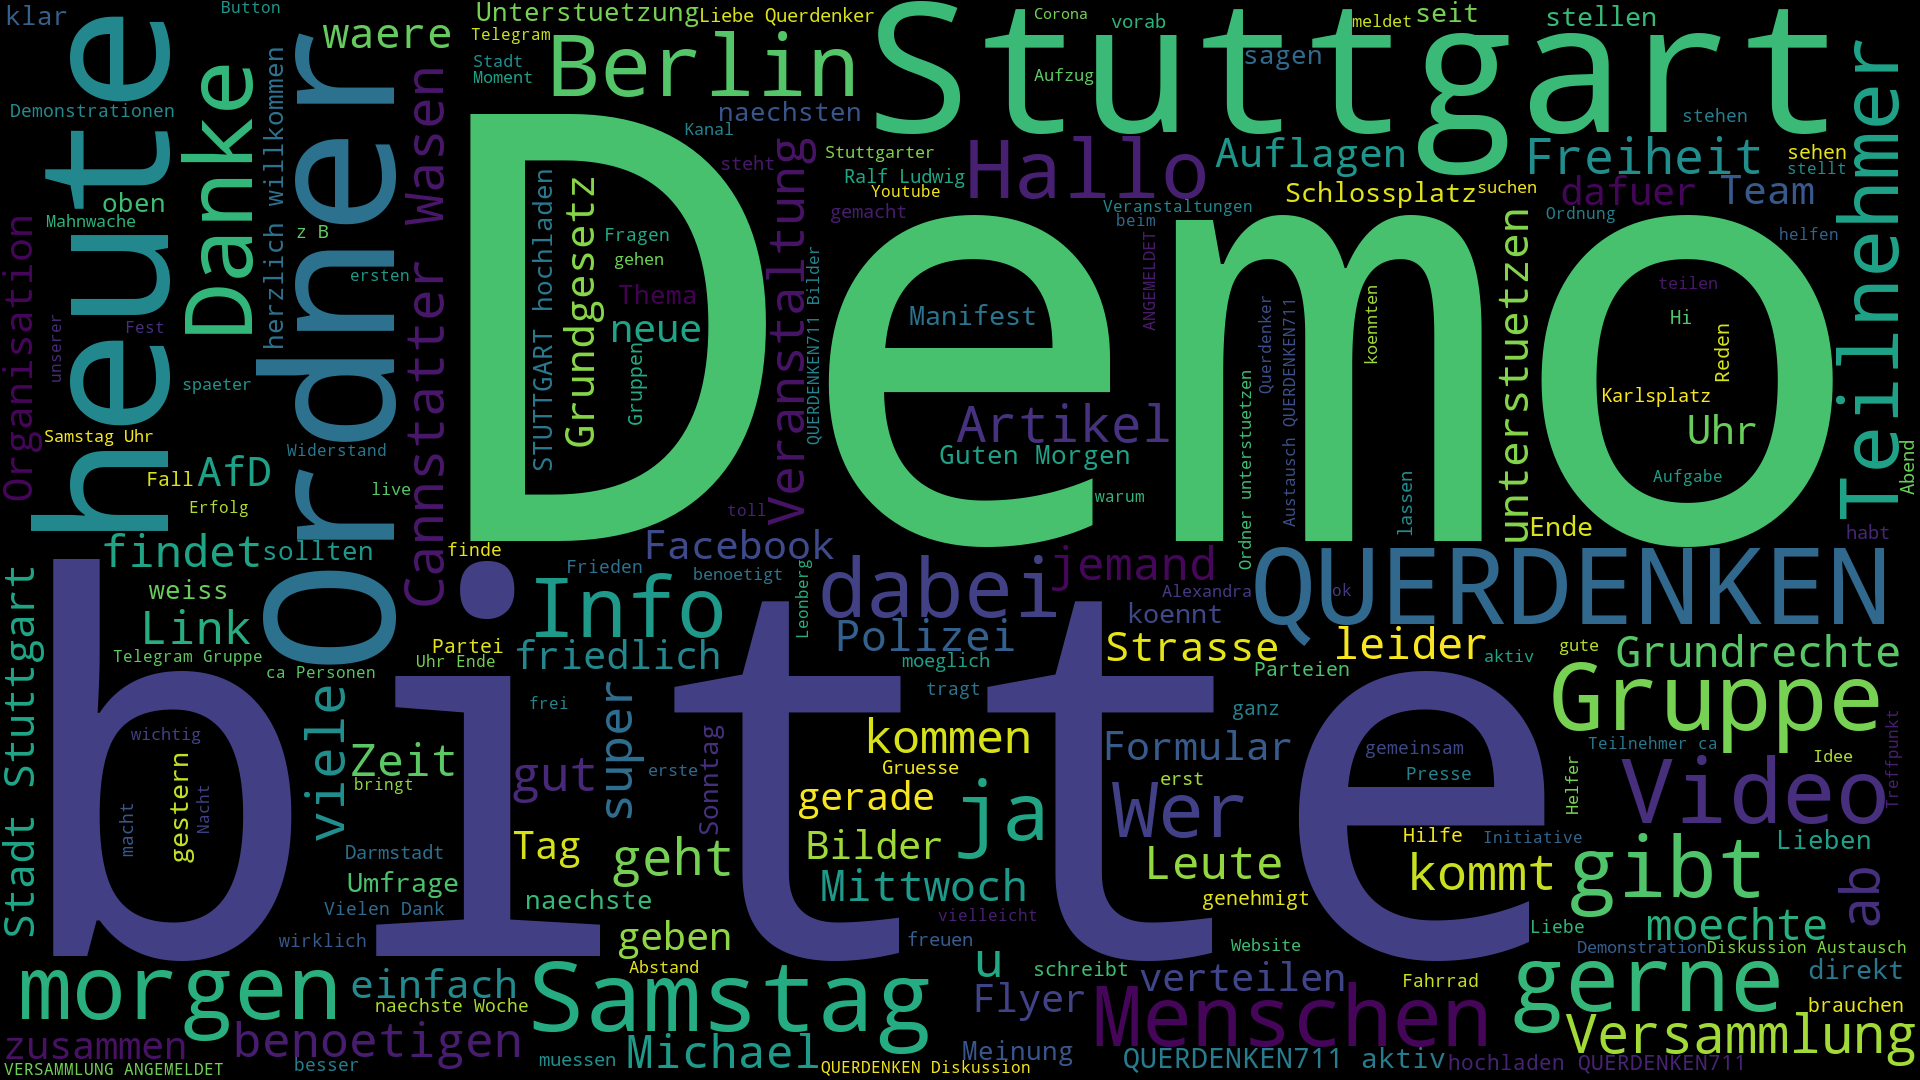 klar
Button
Unterstuetzung
Liebe Querdenker
Corona
vorab
meldet
seit
stellen
heute
Danke
herzlich willkommen
Ordner
waere
Cannstatter Wasen
Telegram
Stadt
Moment
Berlin
Stuttgart
Aufzug
sagen
Teilnehmer
Demonstrationen
naechsten
Kanal
stehen
steht
Veranstaltung
Stuttgarter
Ralf Ludwig
Youtube
gemacht
Hallo
Auflagen
Freiheit
sehen
stellt
Schlossplatz
suchen
dafuer
Team
Veranstaltungen
beim
Ordnung
helfen
oben
Mahnwache
z B
Organisation
ersten
unserer
Fest
spaeter
Demo
STUTTGART hochladen
Grundgesetz
Fragen
gehen
Thema
neue
Gruppen
QUERDENKEN711 Bilder
Manifest
ANGEMELDET
Querdenker
Austausch QUERDENKEN711
Ordner unterstuetzen
koennten
unterstuetzen
teilen
Hi
Reden
Karlsplatz
Uhr
Artikel
Guten Morgen
warum
lassen
Aufgabe
Abend
Samstag Uhr
Widerstand
Fall
AfD
Erfolg
live
toll
Ende
habt
findet
sollten
finde
Frieden
Facebook
benoetigt
Leonberg
dabei
jemand
Alexandra
ok
koennt
QUERDENKEN
Stadt Stuttgart
weiss
Link
Telegram Gruppe
ca Personen
Info
Partei
Uhr Ende
friedlich
Polizei
moeglich
Strasse
leider
aktiv
gute
Parteien
Grundrechte
Gruppe
bitte
viele
Zeit
bringt
frei
super
tragt
ganz
wichtig
gestern
Nacht
macht
gut
erste
Sonntag
kommen
Gruesse
gerade
Formular
erst
gemeinsam
Presse
Teilnehmer ca
Idee
Treffpunkt
Helfer
Video
ja
Wer
Hilfe
Initiative
Lieben
Darmstadt
Umfrage
Vielen Dank
Tag
geht
Bilder
Mittwoch
Leute
genehmigt
kommt
gibt
ab
naechste
vielleicht
moechte
wirklich
geben
freuen
Website
Liebe
Demonstration
Diskussion Austausch
morgen
einfach
naechste Woche
Samstag
Abstand
u
schreibt
Flyer
verteilen
Fahrrad
Menschen
gerne
direkt
brauchen
Versammlung
zusammen
benoetigen
besser
muessen
Michael
Meinung
QUERDENKEN711 aktiv
hochladen QUERDENKEN711
VERSAMMLUNG ANGEMELDET
QUERDENKEN Diskussion